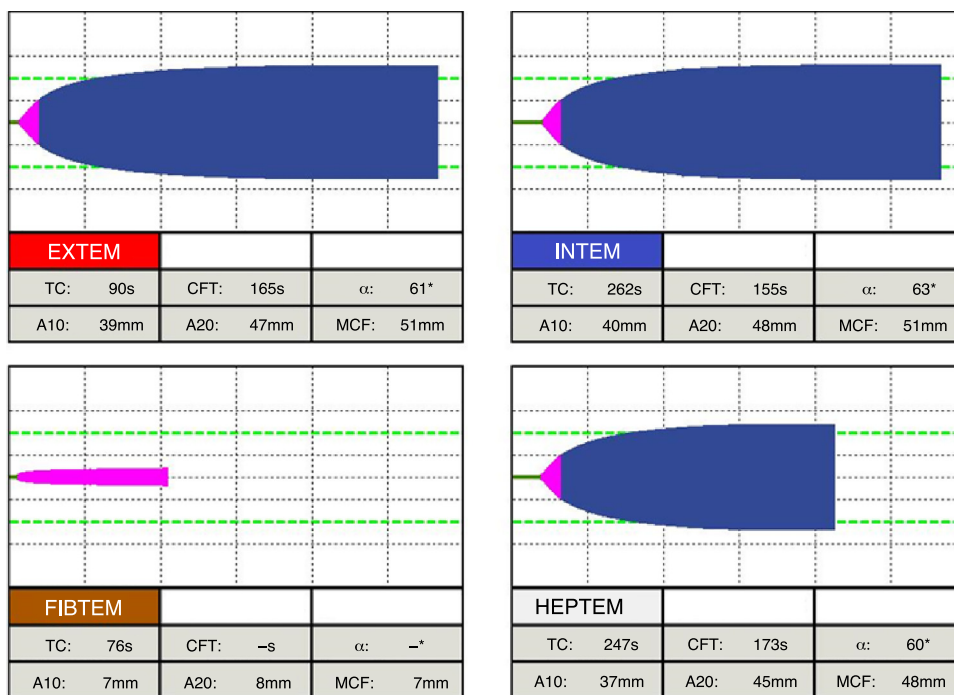 EXTEM
TC: 90s CFT: 165s α: 61*
A10: 39mm A20: 47mm MCF: 51mm
INTEM
TC: 262s CFT: 155s α: 63*
A10: 40mm A20: 48mm MCF: 51mm
FIBTEM
TC: 76s CFT: –s α: –*
A10: 7mm A20: 8mm MCF: 7mm
HEPTEM
TC: 247s CFT: 173s α: 60*
A10: 37mm A20: 45mm MCF: 48mm